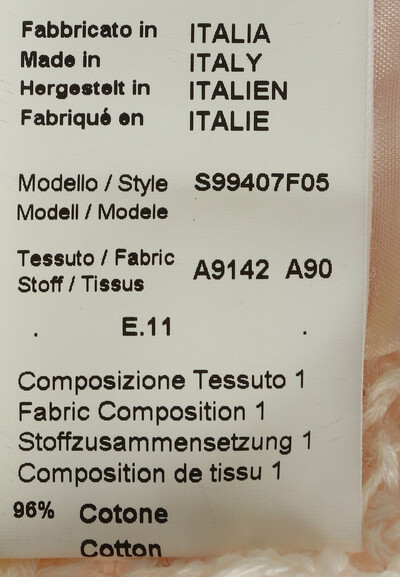 Fabbricato in ITALIA
Made in ITALY
Hergestelt in ITALIEN
Fabriqué en ITALIE
Modello / Style S99407F05
Modell / Modele
Tessuto / Fabric A9142 A90
Stoff / Tissus
. E.11 .
Composizione Tessuto 1
Fabric Composition 1
Stoffzusammensetzung 1
Composition de tissu 1
96% Cotone
Cotton